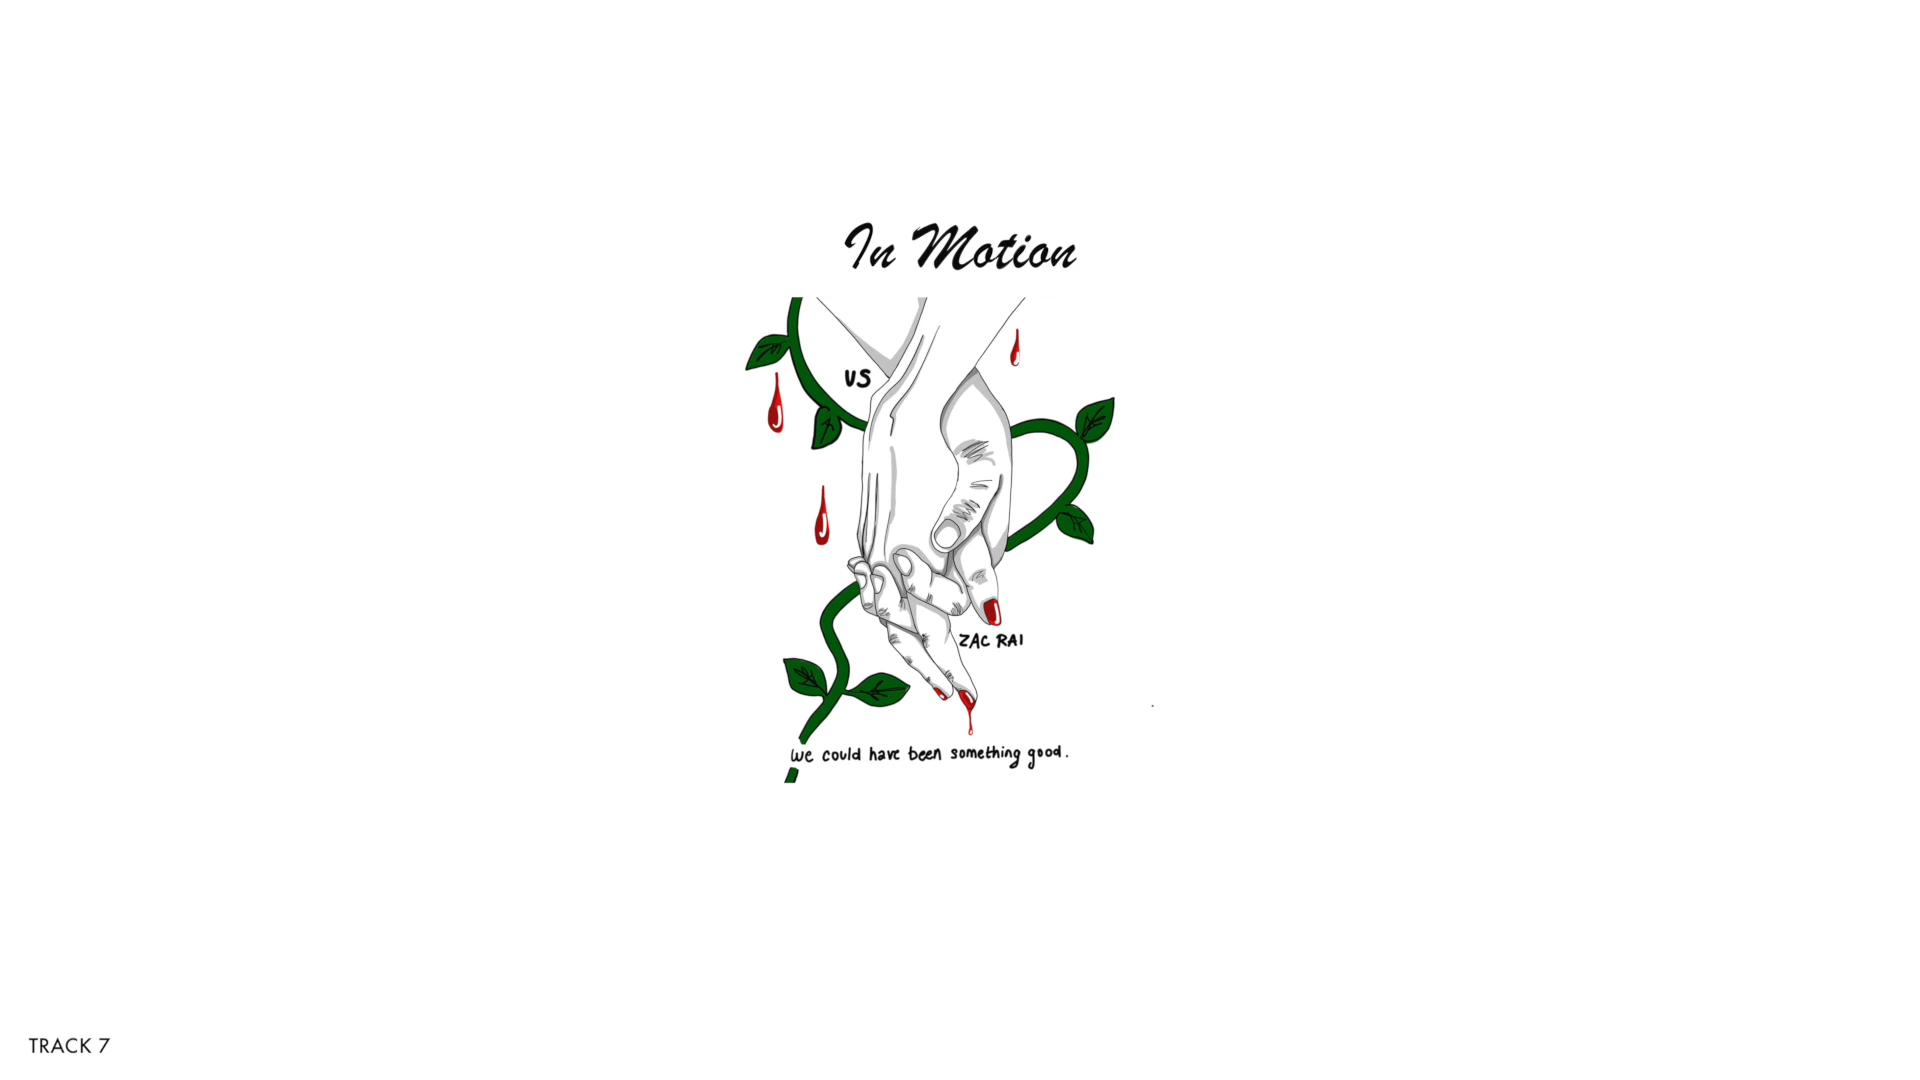 In Motion
US
ZAC RAI
we could have been something good.
TRACK 7